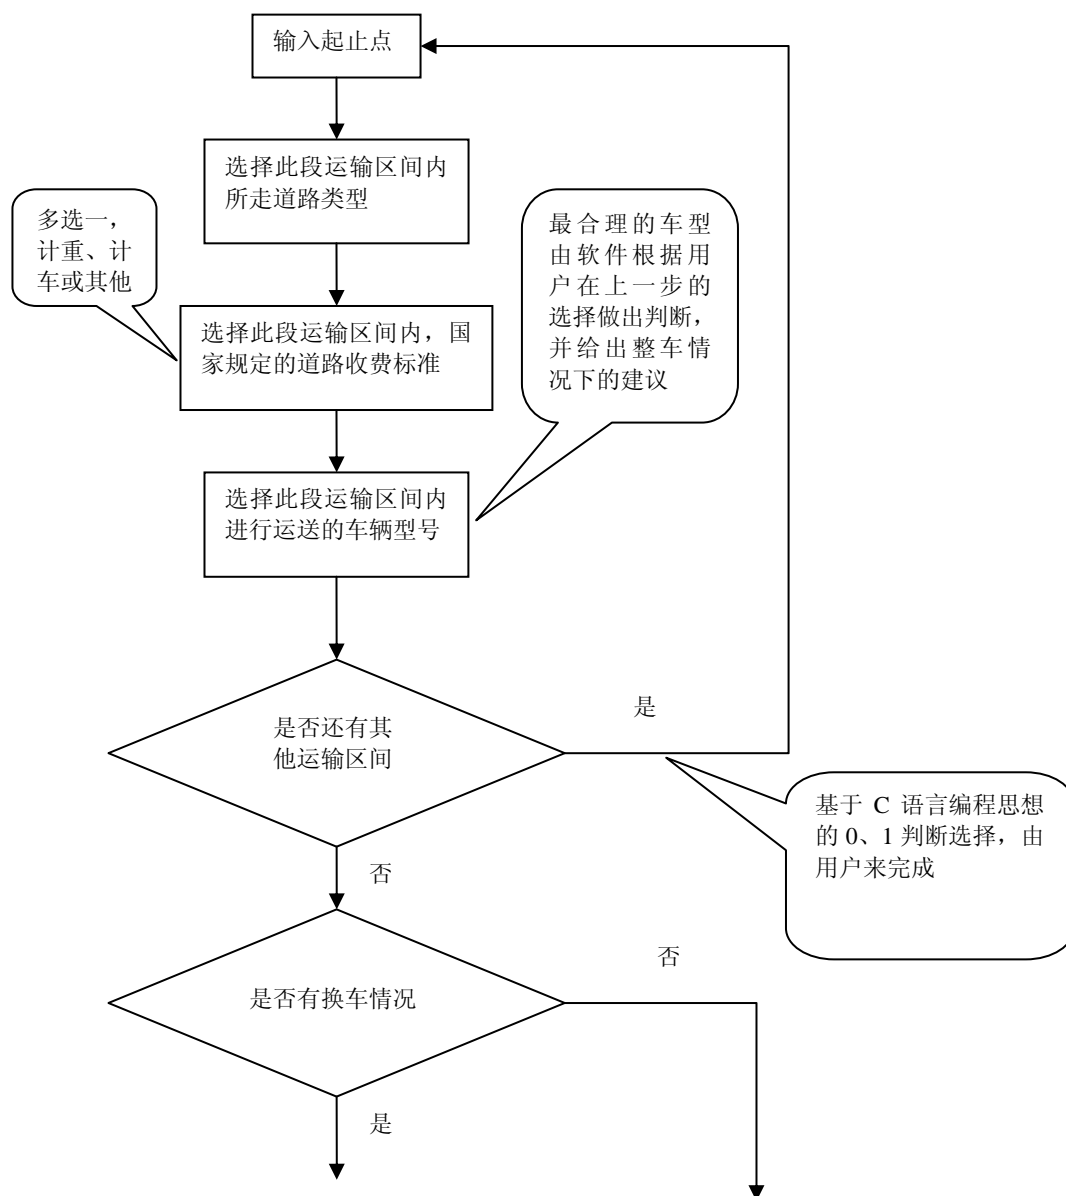 输入起止点
选择此段运输区间内
所走道路类型
多选一，
计重、计
车或其他
最合理的车型
由软件根据用
户在上一步的
选择做出判断，
并给出整车情
况下的建议
选择此段运输区间内，国
家规定的道路收费标准
选择此段运输区间内
进行运送的车辆型号
是否还有其
他运输区间
是
基于 C 语言编程思想
的 0、1 判断选择，由
用户来完成
否
是否有换车情况
否
是